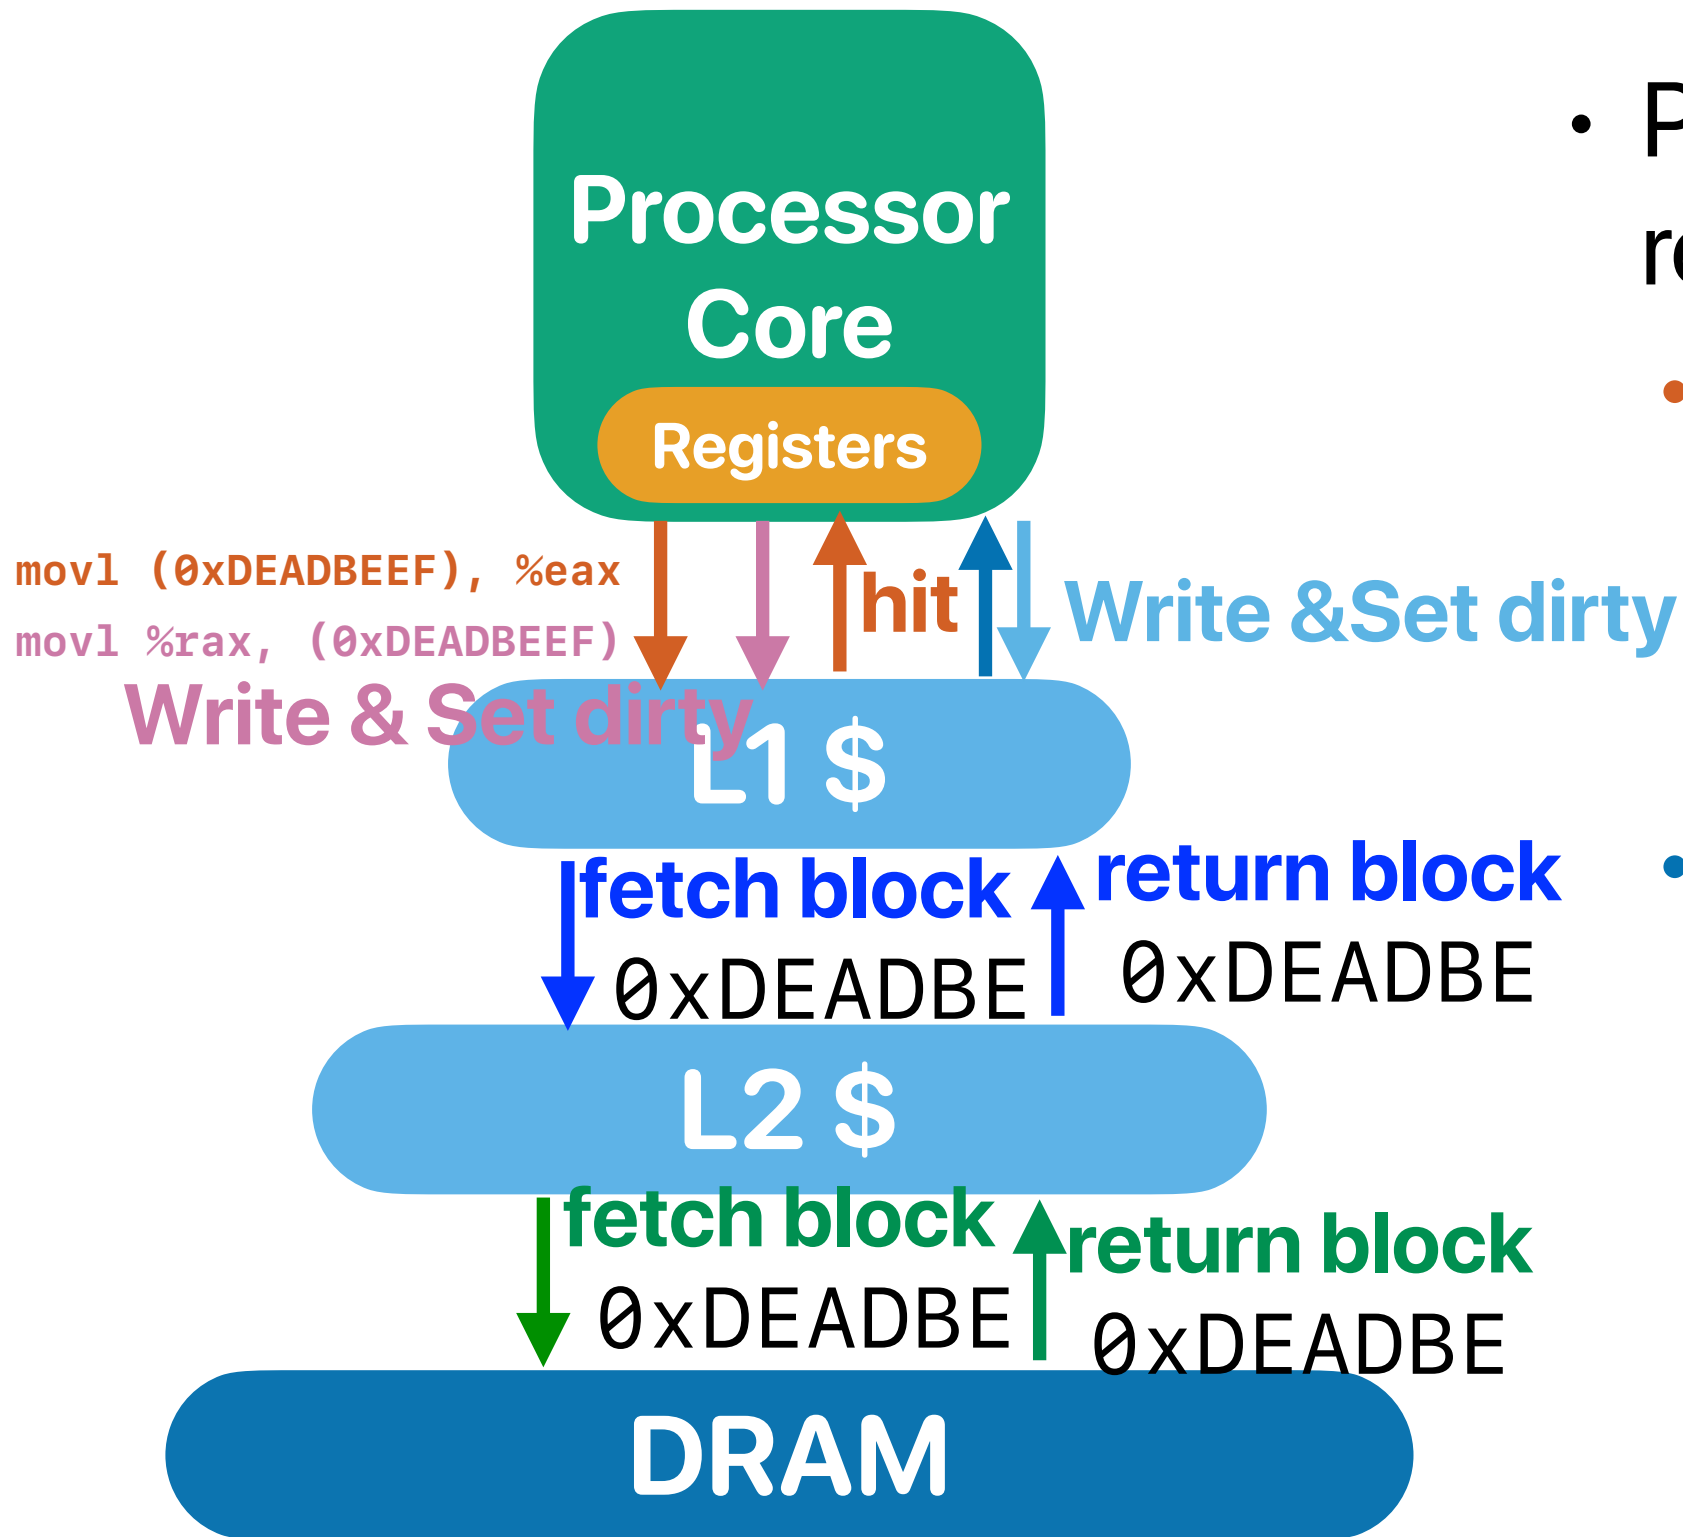 Processor
Core
Registers
movl (0xDEADBEEF), %eax
movl %rax, (0xDEADBEEF)
hit
Write &Set dirty
Write & Set dirty
L1 $
fetch block
0xDEADBE
return block
0xDEADBE
L2 $
fetch block
0xDEADBE
return block
0xDEADBE
DRAM